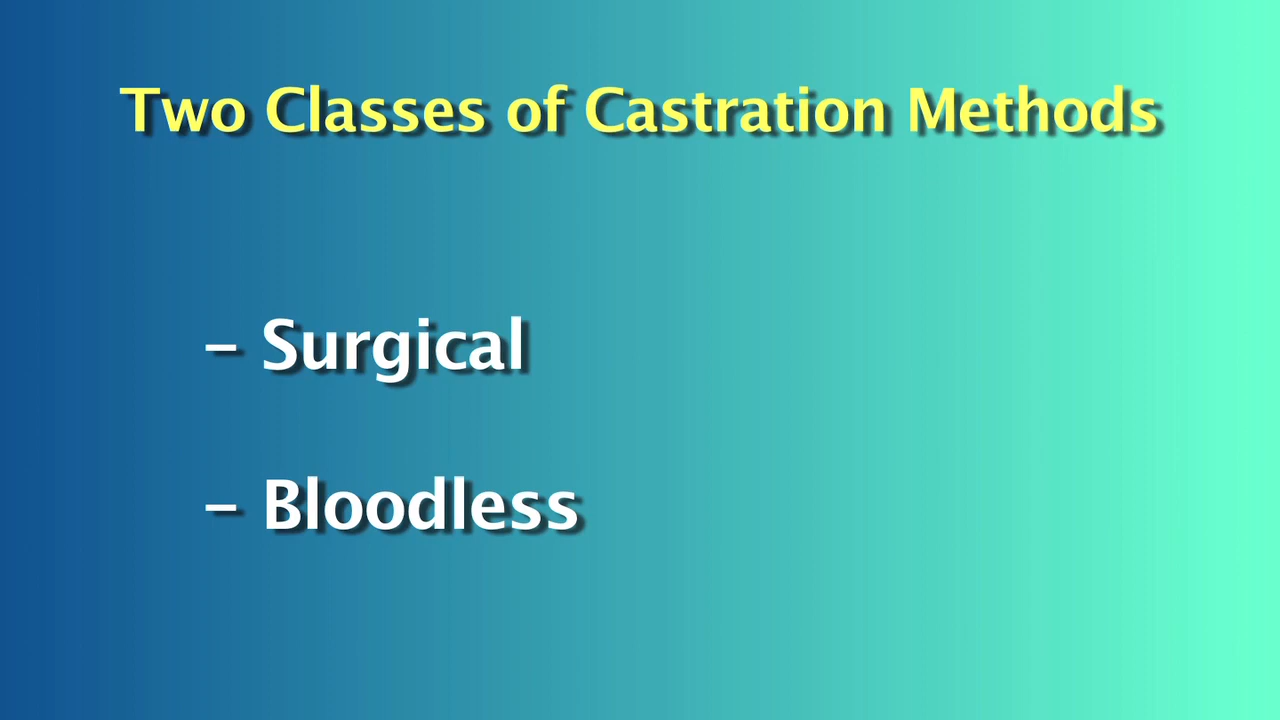 Two Classes of Castration Methods
– Surgical
– Bloodless